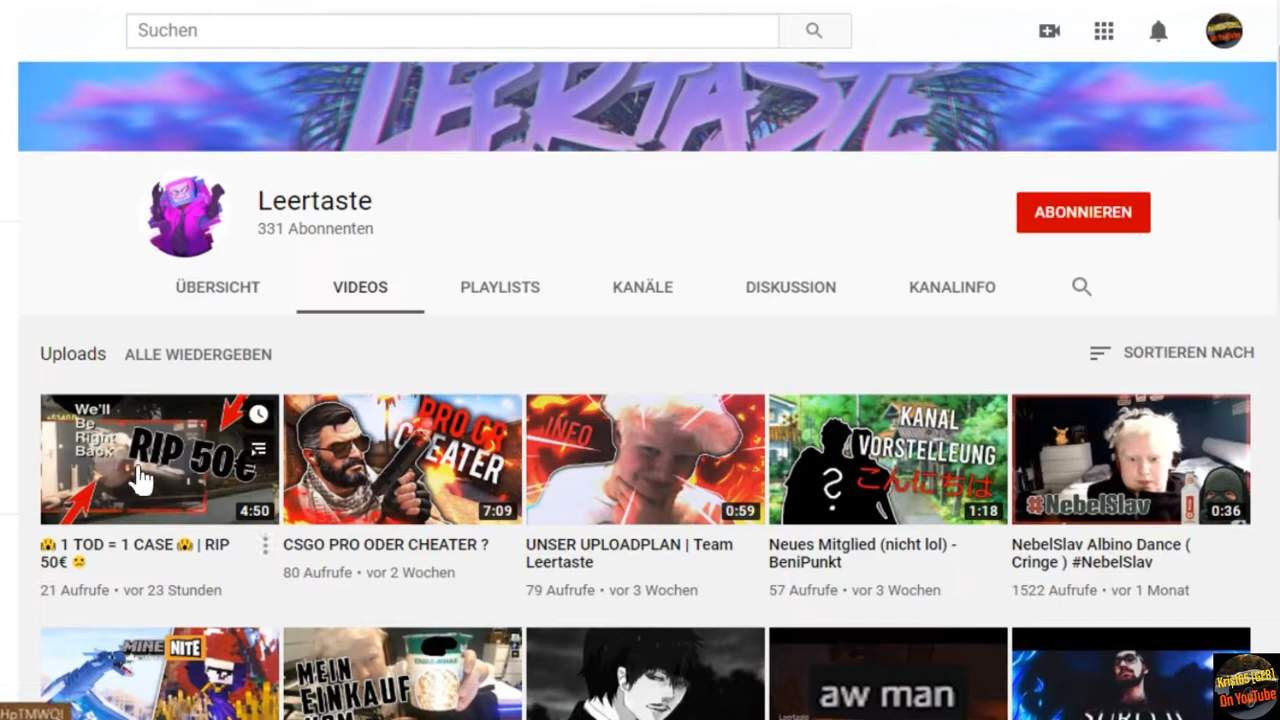 Suchen
LEERTASTE
Leertaste
331 Abonnenten
ABONNIEREN
ÜBERSICHT
VIDEOS
PLAYLISTS
KANÄLE
DISKUSSION
KANALINFO
Uploads
ALLE WIEDERGEBEN
SORTIEREN NACH
We'll
Be
Right
Back
RIP 50€
4:50
PRO OR
CHEATER
7:09
INFO
0:59
KANAL
VORSTELLEUNG
こんにちは
1:18
#NebelSlav
0:36
😱 1 TOD = 1 CASE 😱 | RIP
50€ 😕
21 Aufrufe • vor 23 Stunden
CSGO PRO ODER CHEATER ?
80 Aufrufe • vor 2 Wochen
UNSER UPLOADPLAN | Team
Leertaste
79 Aufrufe • vor 3 Wochen
Neues Mitglied (nicht lol) -
BeniPunkt
57 Aufrufe • vor 3 Wochen
NebelSlav Albino Dance (
Cringe ) #NebelSlav
1522 Aufrufe • vor 1 Monat
MINE NITE
MEIN
EINKAUF
VOM
aw man
Leertaste
On YouTube